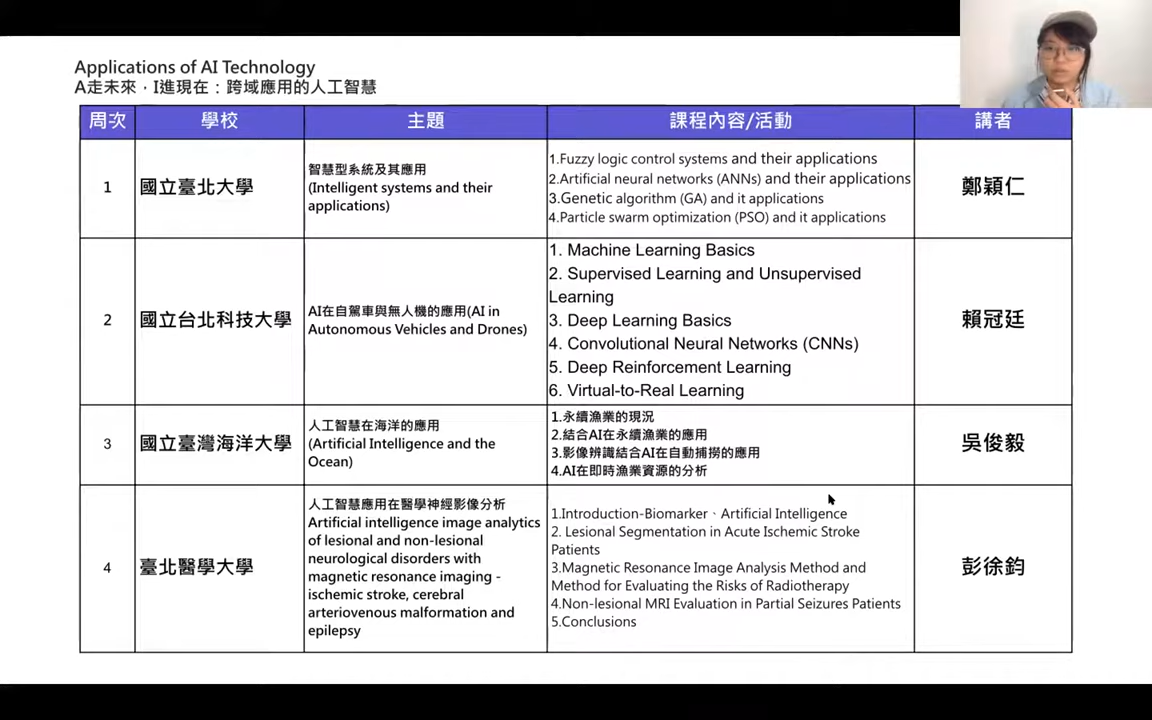 Applications of AI Technology
A走未來，I進現在：跨域應用的人工智慧
周次
學校
主題
課程內容/活動
講者
1
國立臺北大學
智慧型系統及其應用
(Intelligent systems and their
applications)
1.Fuzzy logic control systems and their applications
2.Artificial neural networks (ANNs) and their applications
3.Genetic algorithm (GA) and it applications
4.Particle swarm optimization (PSO) and it applications
鄭穎仁
2
國立台北科技大學
AI在自駕車與無人機的應用(AI in
Autonomous Vehicles and Drones)
1. Machine Learning Basics
2. Supervised Learning and Unsupervised
Learning
3. Deep Learning Basics
4. Convolutional Neural Networks (CNNs)
5. Deep Reinforcement Learning
6. Virtual-to-Real Learning
賴冠廷
3
國立臺灣海洋大學
人工智慧在海洋的應用
(Artificial Intelligence and the
Ocean)
1.永續漁業的現況
2.結合AI在永續漁業的應用
3.影像辨識結合AI在自動捕撈的應用
4.AI在即時漁業資源的分析
吳俊毅
4
臺北醫學大學
人工智慧應用在醫學神經影像分析
Artificial intelligence image analytics
of lesional and non-lesional
neurological disorders with
magnetic resonance imaging -
ischemic stroke, cerebral
arteriovenous malformation and
epilepsy
1.Introduction-Biomarker、Artificial Intelligence
2. Lesional Segmentation in Acute Ischemic Stroke
Patients
3.Magnetic Resonance Image Analysis Method and
Method for Evaluating the Risks of Radiotherapy
4.Non-lesional MRI Evaluation in Partial Seizures Patients
5.Conclusions
彭徐鈞